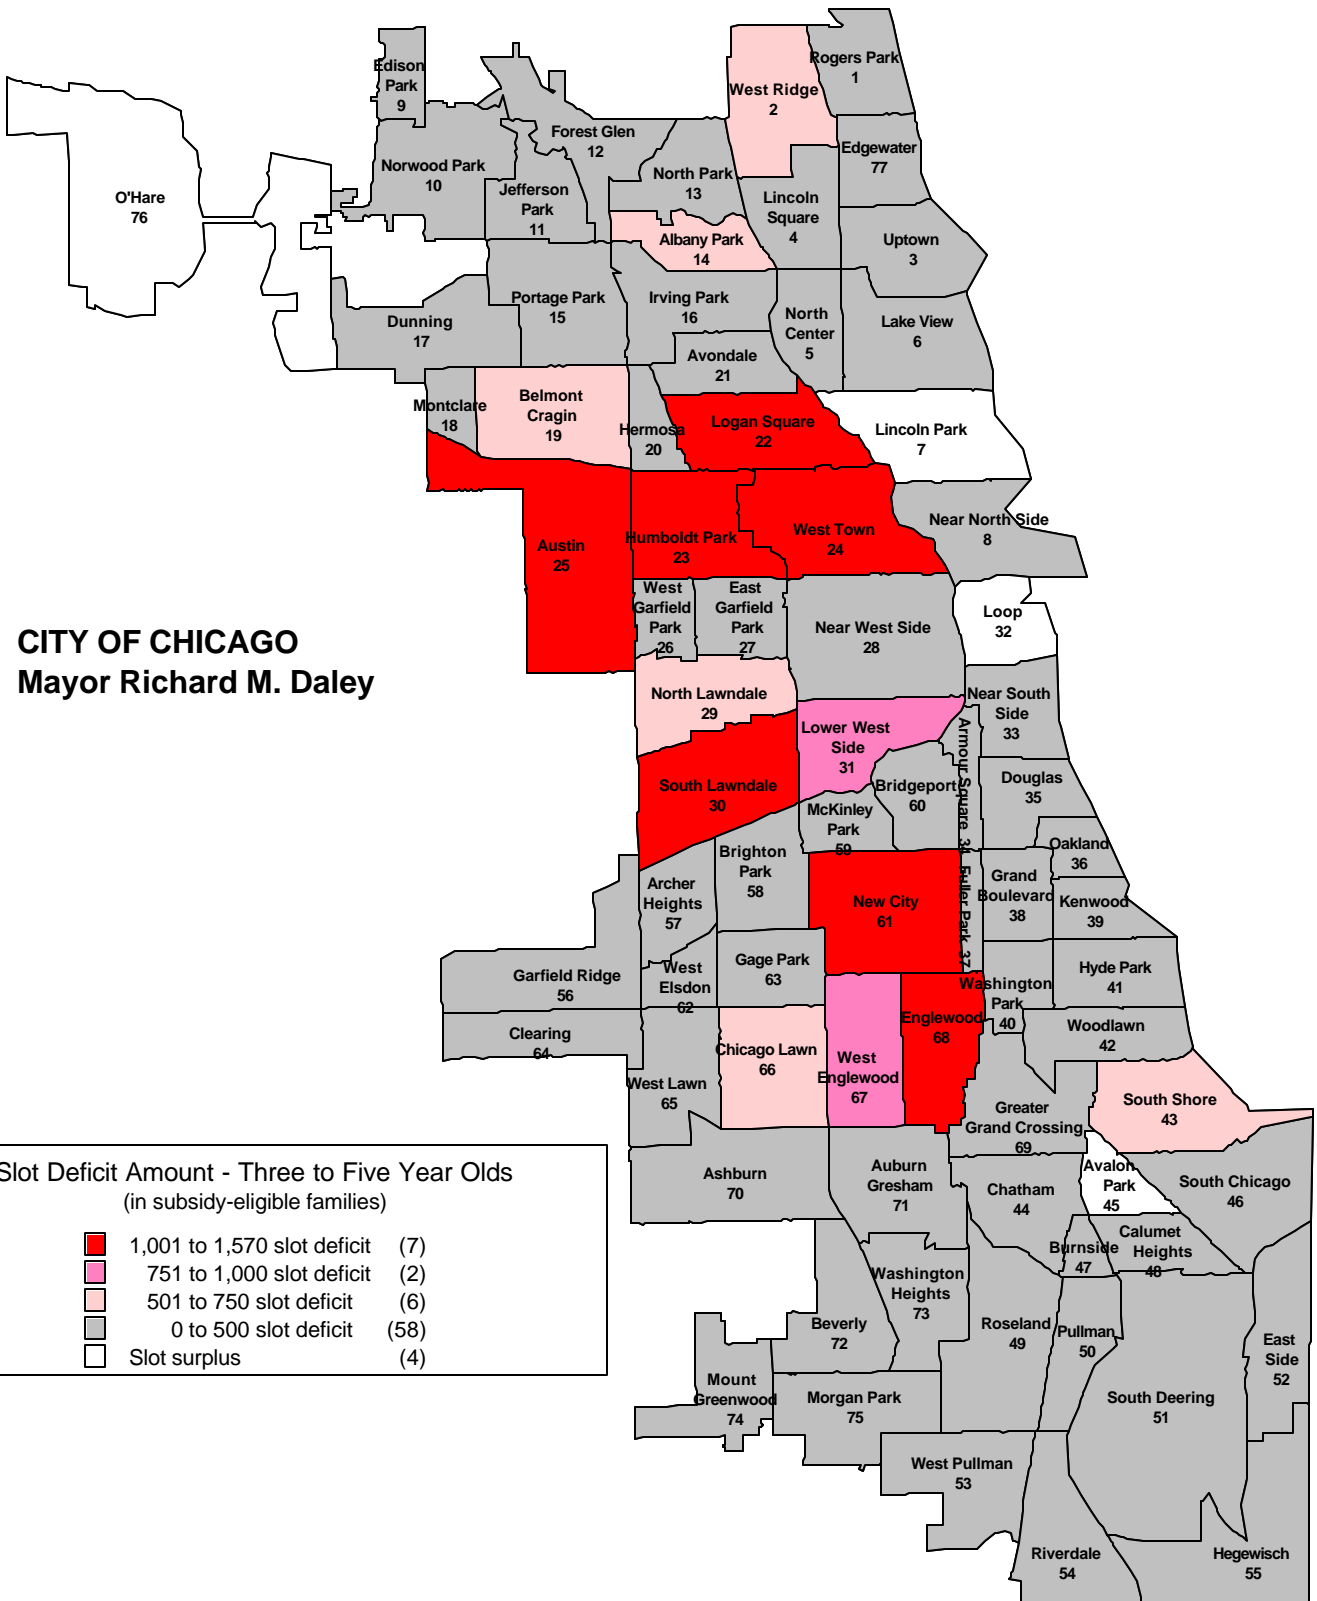 Edison
Park
9
Rogers Park
1
West Ridge
2
Forest Glen
12
Edgewater
77
Norwood Park
10
North Park
13
Jefferson
Park
11
O'Hare
76
Lincoln
Square
4
Albany Park
14
Uptown
3
Portage Park
15
Irving Park
16
North
Center
5
Lake View
6
Dunning
17
Avondale
21
Montclare
18
Belmont
Cragin
19
Hermosa
20
Logan Square
22
Lincoln Park
7
Near North Side
8
Austin
25
Humboldt Park
23
West Town
24
West
Garfield
Park
26
East
Garfield
Park
27
Near West Side
28
Loop
32
CITY OF CHICAGO
Mayor Richard M. Daley
North Lawndale
29
Near South
Side
33
Lower West
Side
31
Armour Square 34
South Lawndale
30
Bridgeport
60
Douglas
35
McKinley
Park
59
Oakland
36
Brighton
Park
58
Archer
Heights
57
New City
61
Fuller Park 37
Grand
Boulevard
38
Kenwood
39
Garfield Ridge
56
West
Elsdon
62
Gage Park
63
Hyde Park
41
Washington
Park
40
Clearing
64
Englewood
68
Woodlawn
42
Chicago Lawn
66
West
Englewood
67
West Lawn
65
South Shore
43
Greater
Grand Crossing
69
Slot Deficit Amount - Three to Five Year Olds
(in subsidy-eligible families)
1,001 to 1,570 slot deficit (7)
751 to 1,000 slot deficit (2)
501 to 750 slot deficit (6)
0 to 500 slot deficit (58)
Slot surplus (4)
Ashburn
70
Auburn
Gresham
71
Chatham
44
Avalon
Park
45
South Chicago
46
Burnside
47
Calumet
Heights
48
Washington
Heights
73
Beverly
72
Roseland
49
Pullman
50
East
Side
52
Mount
Greenwood
74
Morgan Park
75
South Deering
51
West Pullman
53
Riverdale
54
Hegewisch
55